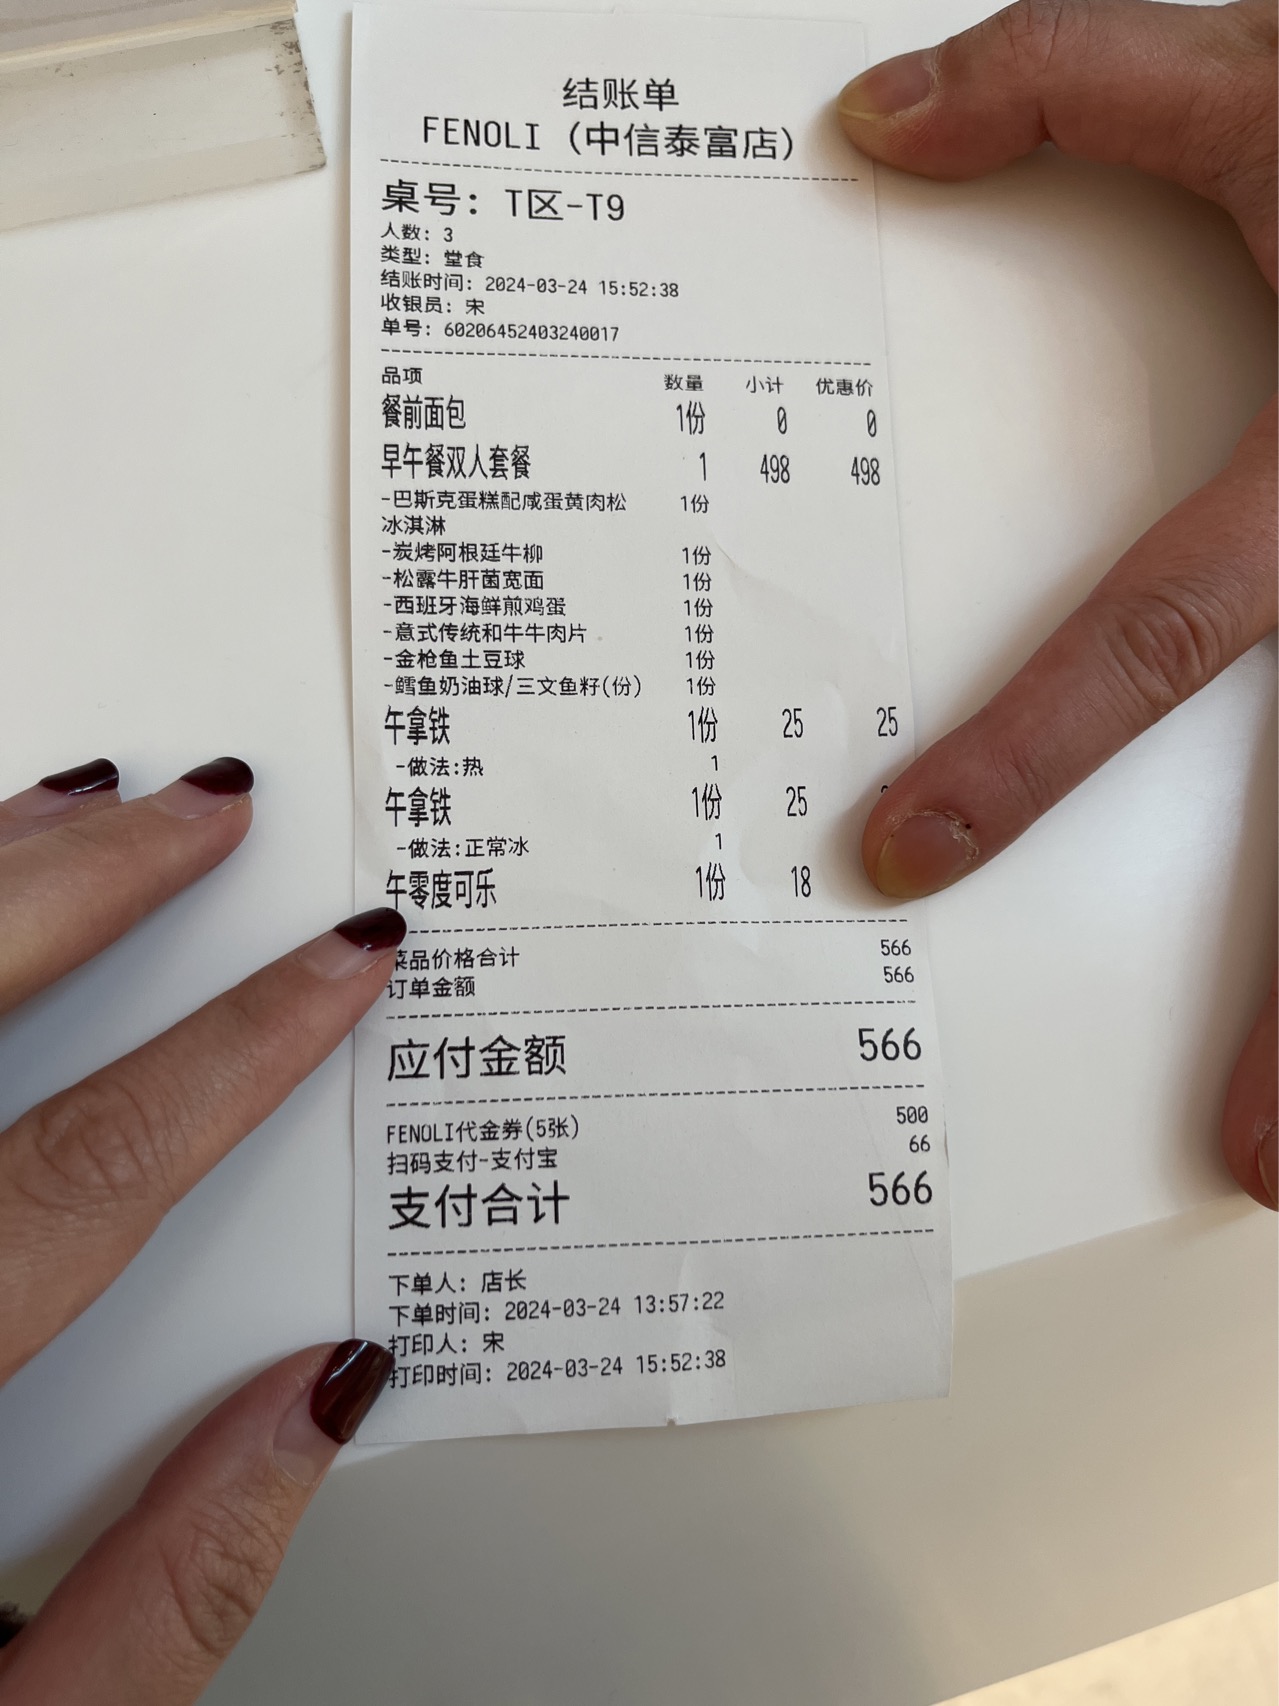 结账单
FENOLI (中信泰富店)
桌号: T区-T9
人数: 3
类型: 堂食
结账时间: 2024-03-24 15:52:38
收银员: 宋
单号: 602064524032400​17
品项 数量 小计 优惠价
餐前面包 1份 0 0
早午餐双人套餐 1 498 498
-巴斯克蛋糕配咸蛋黄肉松 1份
冰淇淋
-炭烤阿根廷牛柳 1份
-松露牛肝菌宽面 1份
-西班牙海鲜煎鸡蛋 1份
-意式传统和牛牛肉片 1份
-金枪鱼土豆球 1份
-鳕鱼奶油球/三文鱼籽(份) 1份
午拿铁 1份 25 25
-做法:热 1
午拿铁 1份 25
-做法:正常冰 1
午零度可乐 1份 18
菜品价格合计 566
订单金额 566
应付金额 566
FENOLI代金券(5张) 500
扫码支付-支付宝 66
支付合计 566
下单人: 店长
下单时间: 2024-03-24 13:57:22
打印人: 宋
打印时间: 2024-03-24 15:52:38